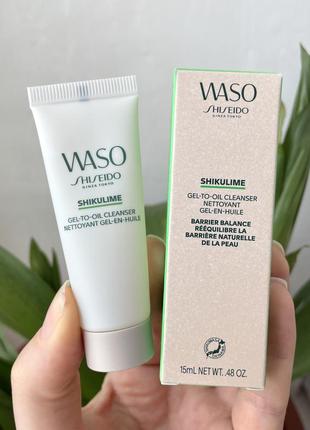 WASO
SHISEIDO
GINZA TOKYO
SHIKULIME
GEL-TO-OIL CLEANSER
NETTOYANT GEL-EN-HUILE
WASO
SHISEIDO
GINZA TOKYO
SHIKULIME
GEL-TO-OIL CLEANSER
NETTOYANT
GEL-EN-HUILE
BARRIER BALANCE
RÉÉQUILIBRE LA
BARRIÈRE NATURELLE
DE LA PEAU
15mL NET WT. .48 OZ.